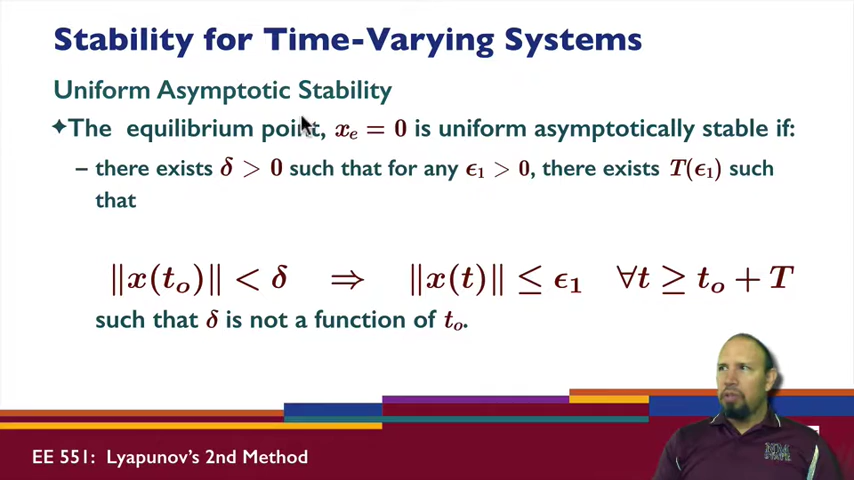 Stability for Time-Varying Systems
Uniform Asymptotic Stability
✦The equilibrium point, xₑ = 0 is uniform asymptotically stable if:
– there exists δ > 0 such that for any ϵ₁ > 0, there exists T(ϵ₁) such
that
‖x(tₒ)‖ < δ ⇒ ‖x(t)‖ ≤ ϵ₁ ∀t ≥ tₒ + T
such that δ is not a function of tₒ.
EE 551: Lyapunov's 2nd Method
NM
STATE